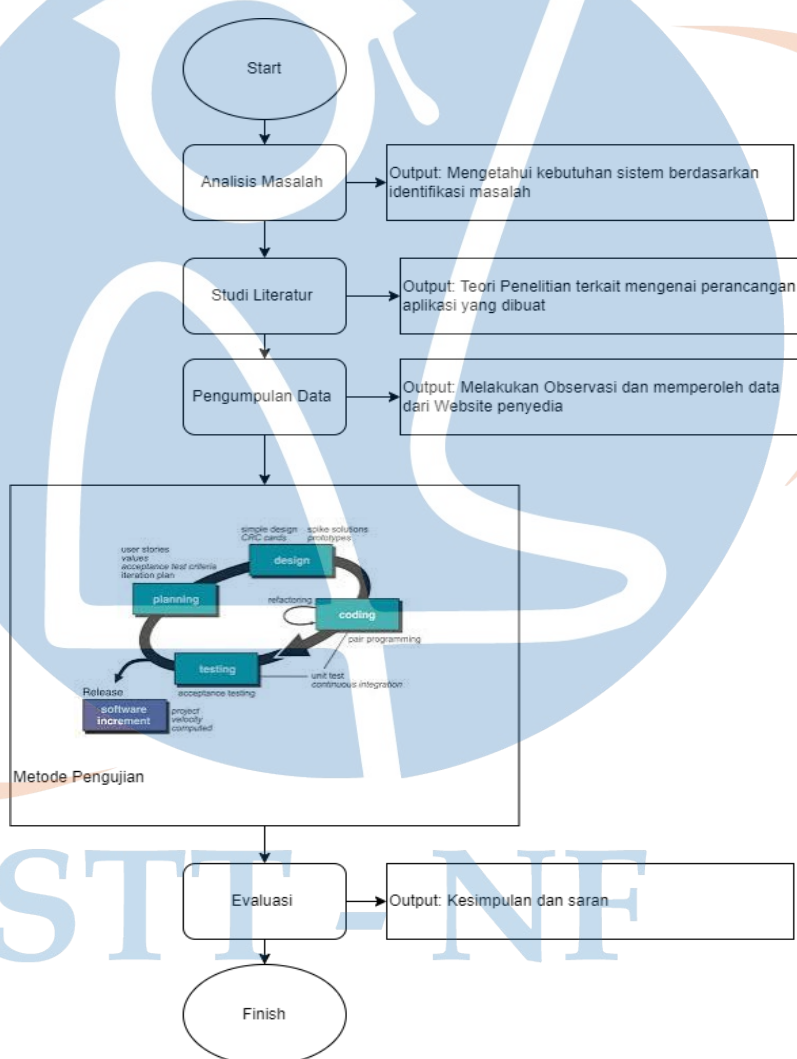 Start
Analisis Masalah
Output: Mengetahui kebutuhan sistem berdasarkan
identifikasi masalah
Studi Literatur
Output: Teori Penelitian terkait mengenai perancangan
aplikasi yang dibuat
Pengumpulan Data
Output: Melakukan Observasi dan memperoleh data
dari Website penyedia
simple design
CRC cards
spike solutions
prototypes
user stories
values
acceptance test criteria
iteration plan
design
planning
refactoring
coding
pair programming
testing
unit test
continuous integration
acceptance testing
Release
software
increment
project
velocity
computed
Metode Pengujian
STT - NF
Evaluasi
Output: Kesimpulan dan saran
Finish